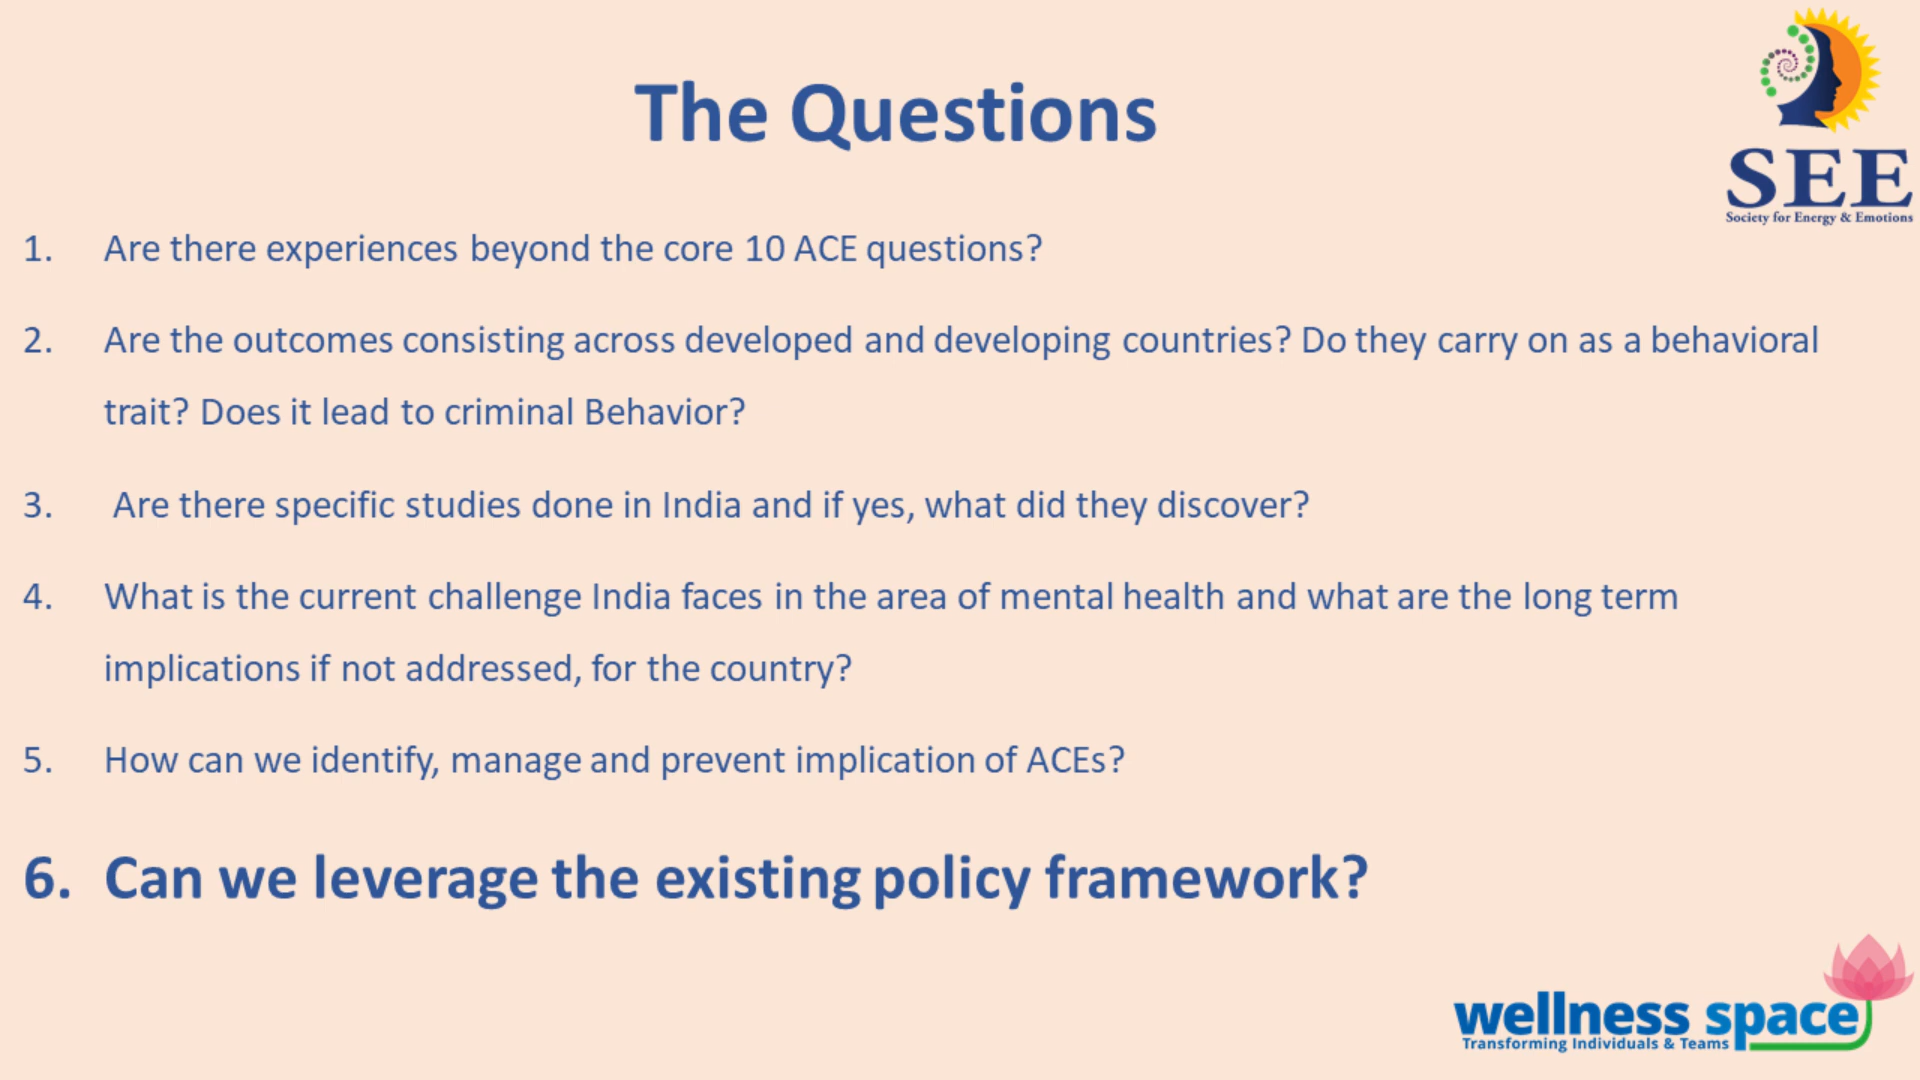 The Questions
SEE
Society for Energy & Emotions
1. Are there experiences beyond the core 10 ACE questions?
2. Are the outcomes consisting across developed and developing countries? Do they carry on as a behavioral
trait? Does it lead to criminal Behavior?
3. Are there specific studies done in India and if yes, what did they discover?
4. What is the current challenge India faces in the area of mental health and what are the long term
implications if not addressed, for the country?
5. How can we identify, manage and prevent implication of ACEs?
6. Can we leverage the existing policy framework?
wellness space
Transforming Individuals & Teams